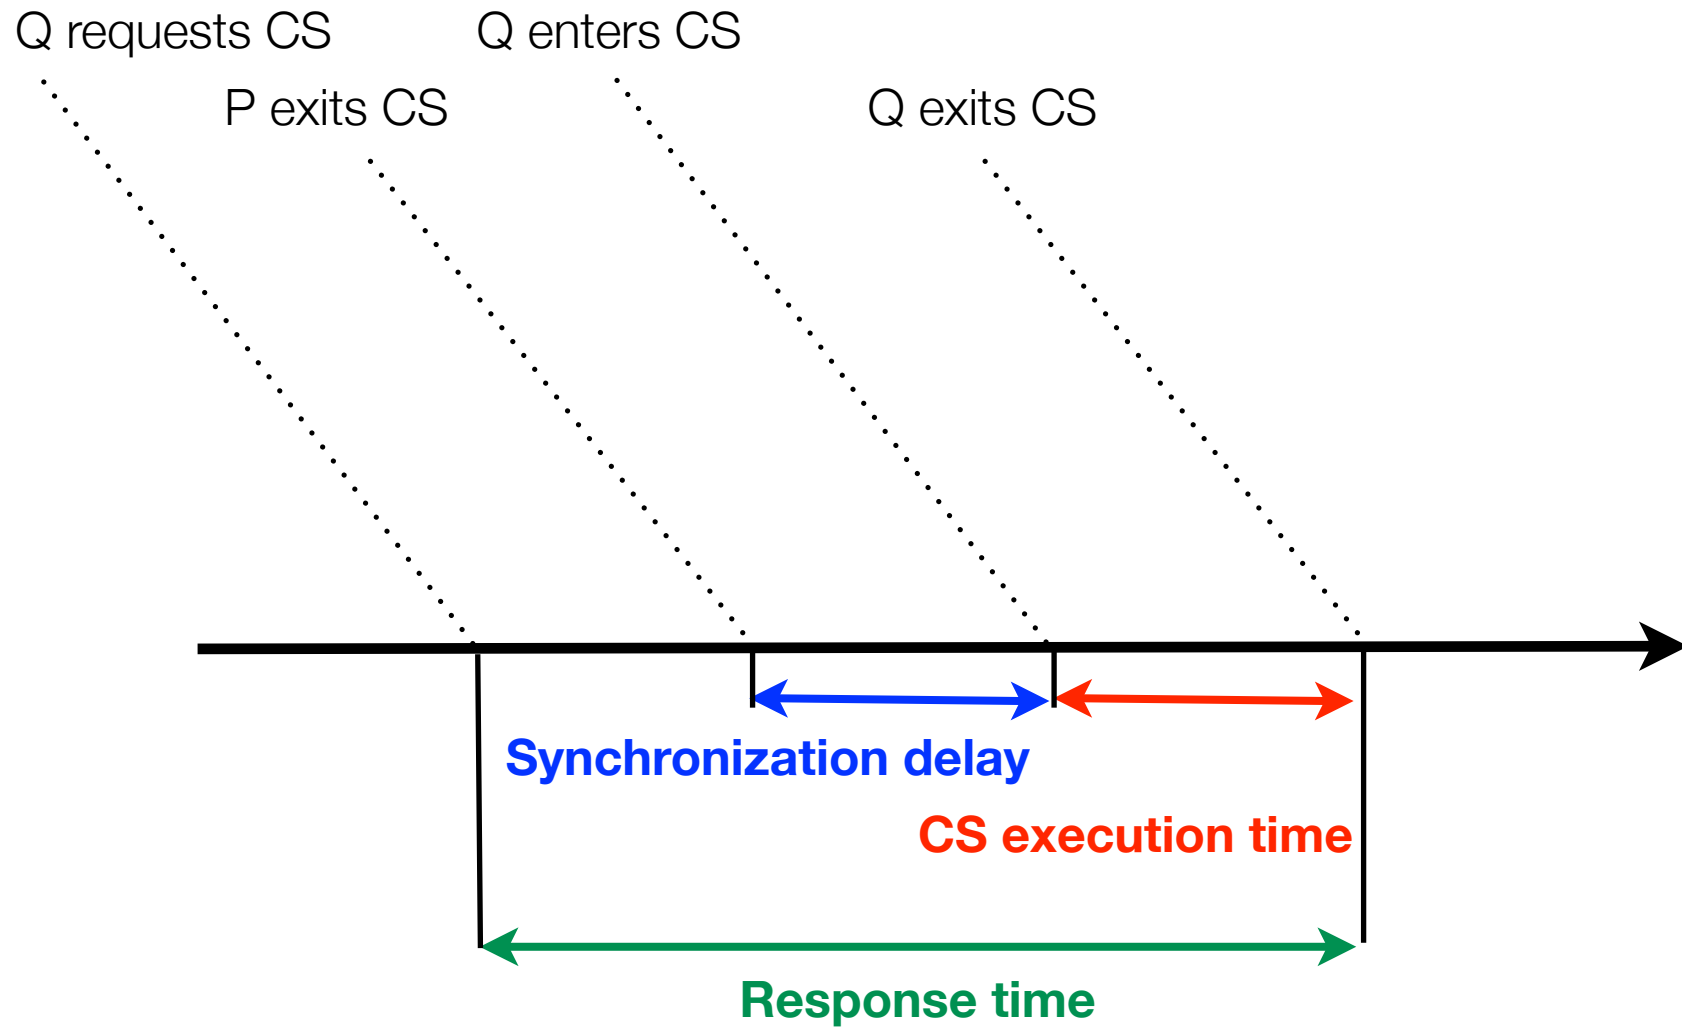 Q requests CS
Q enters CS
P exits CS
Q exits CS
Synchronization delay
CS execution time
Response time